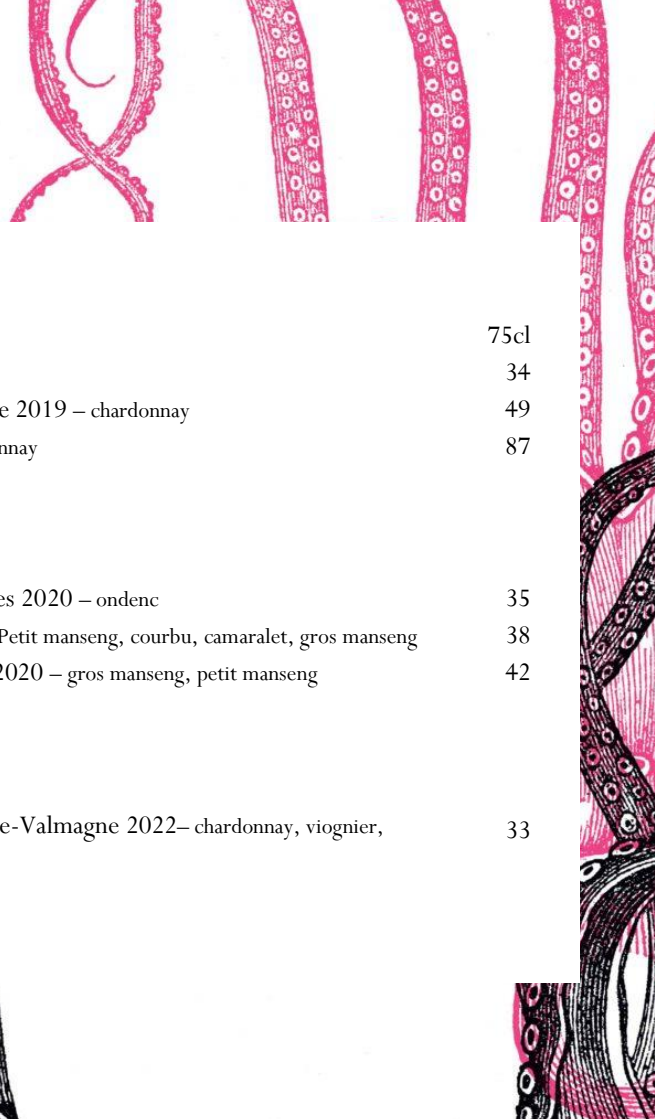 75cl
34
e 2019 – chardonnay 49
nnay 87
es 2020 – ondenc 35
Petit manseng, courbu, camaralet, gros manseng 38
2020 – gros manseng, petit manseng 42
e-Valmagne 2022– chardonnay, viognier, 33